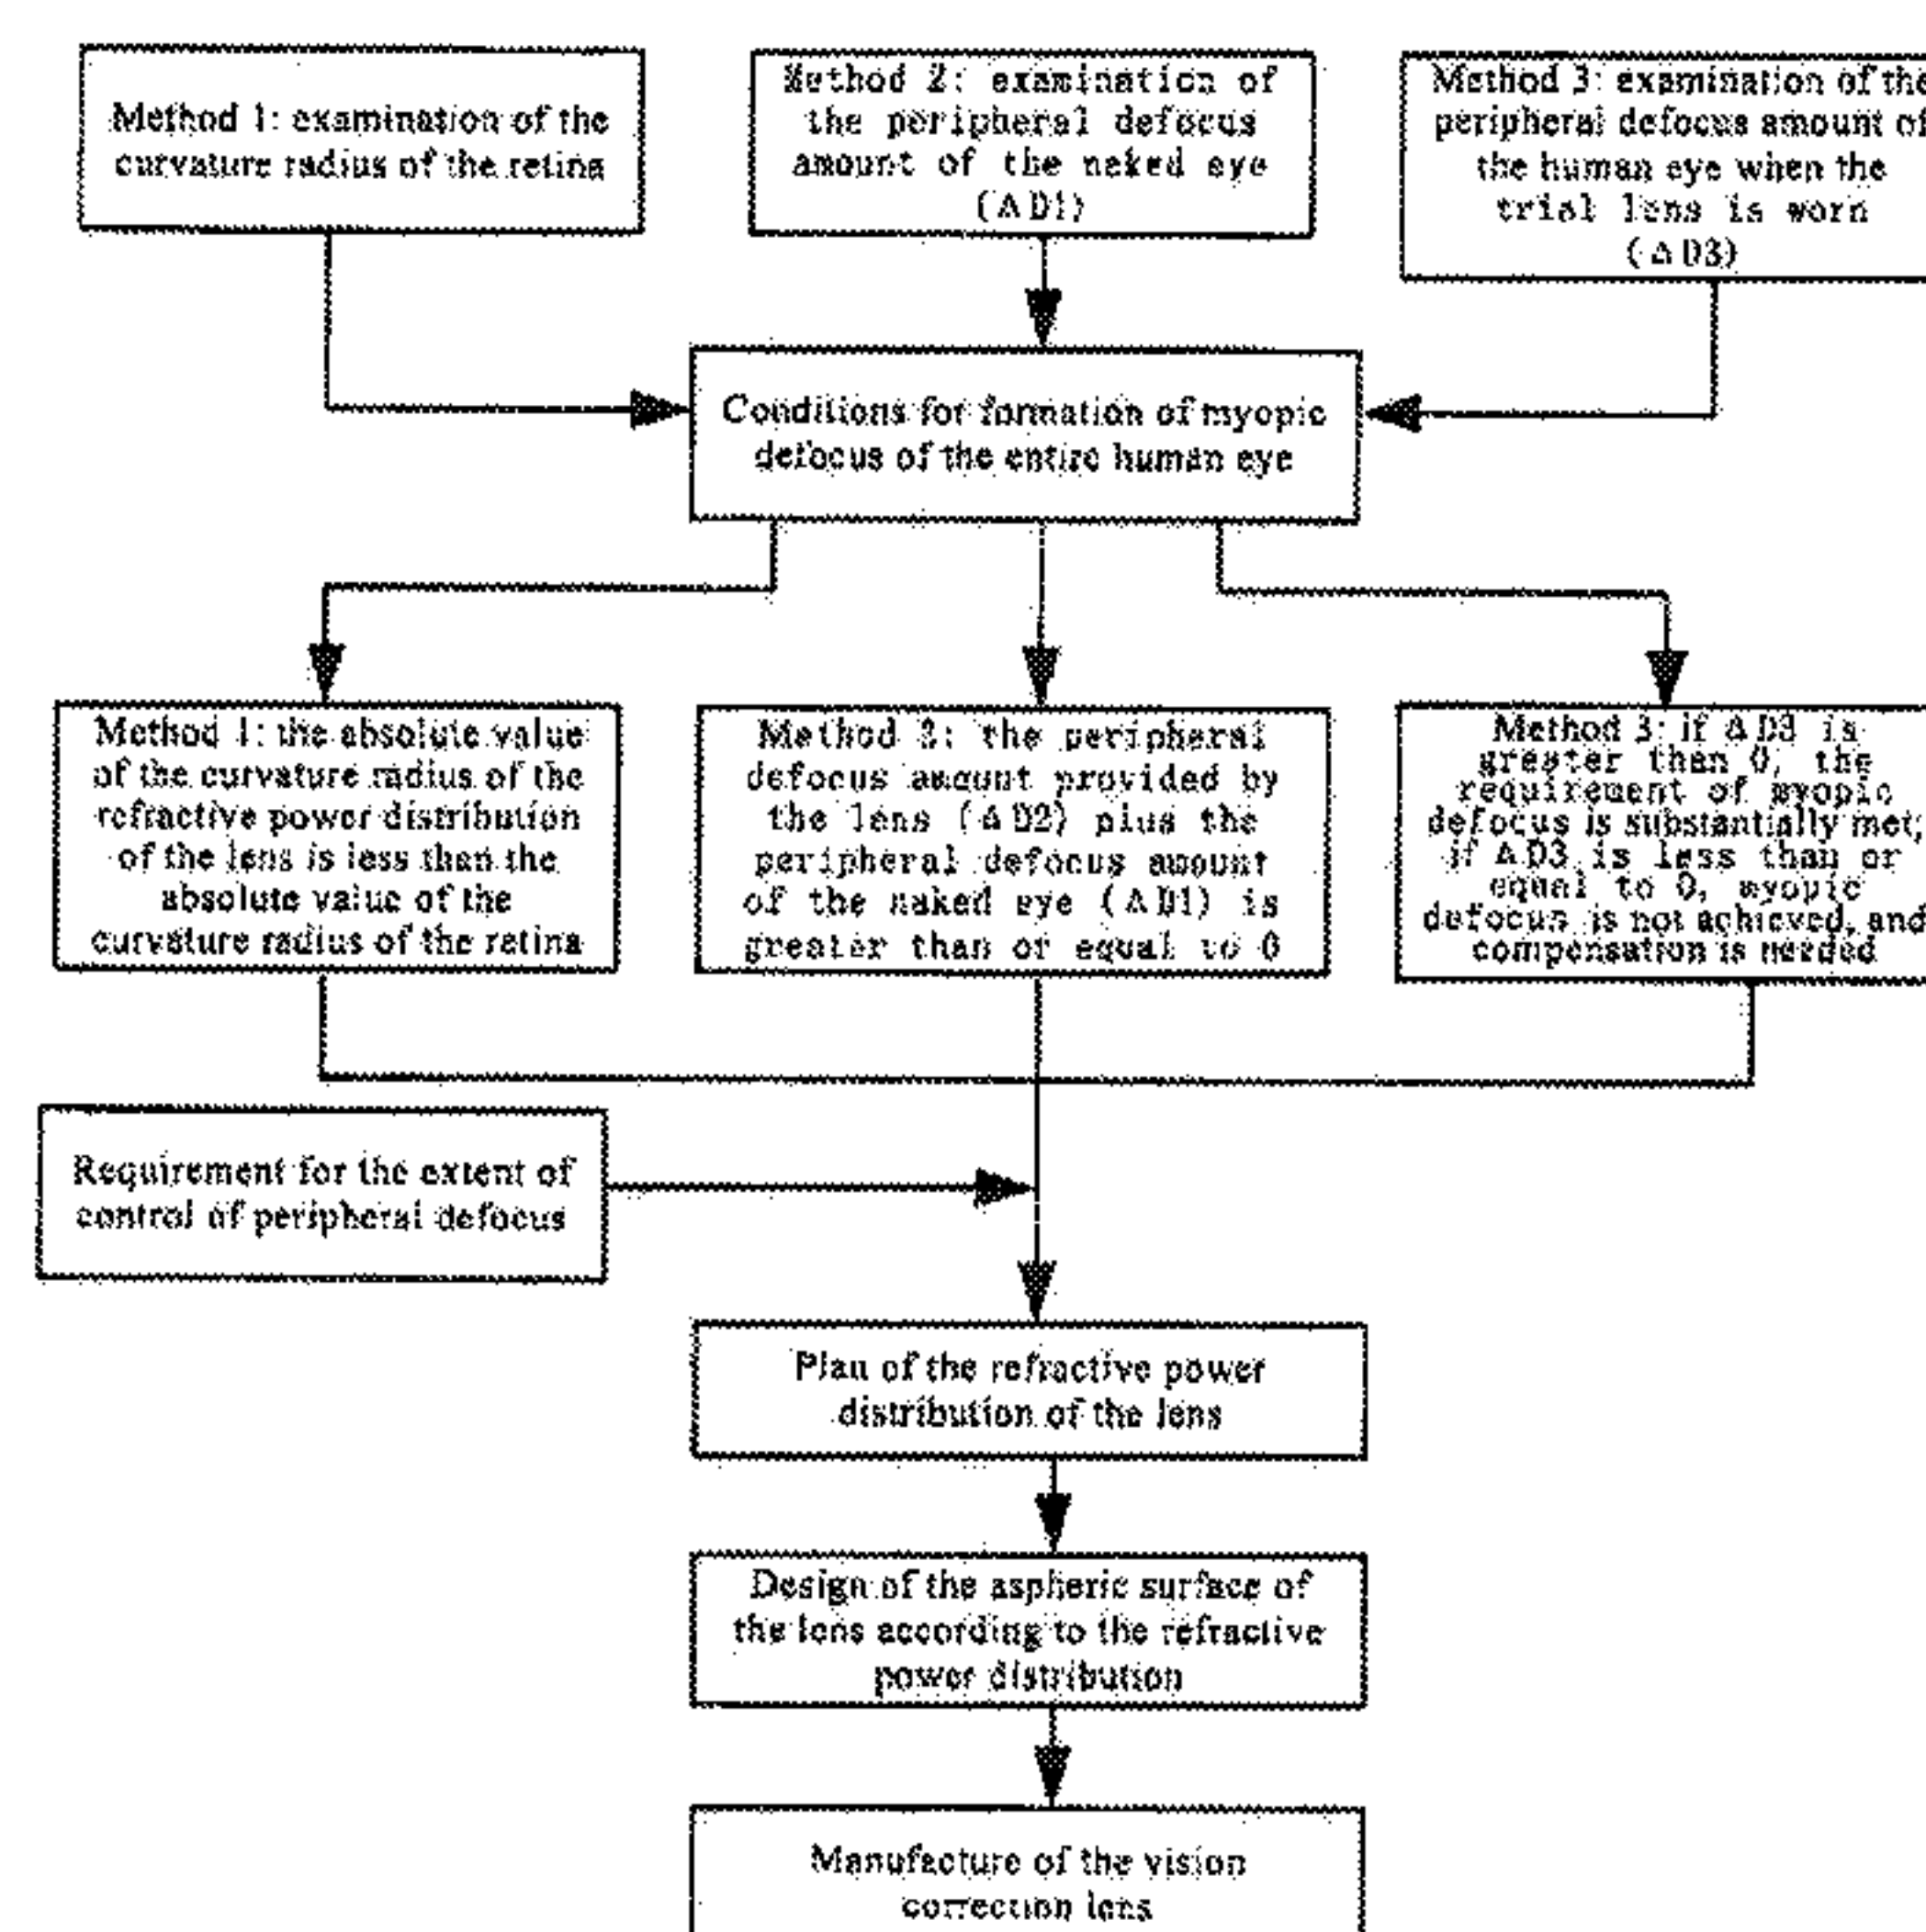 Method 1: examination of the
curvature radius of the retina
Method 2: examination of
the peripheral defocus
amount of the naked eye
(ΔD1)
Method 3: examination of the
peripheral defocus amount of
the human eye when the
trial lens is worn
(ΔD3)
Conditions for formation of myopic
defocus of the entire human eye
Method 1: the absolute value
of the curvature radius of the
refractive power distribution
of the lens is less than the
absolute value of the
curvature radius of the retina
Method 2: the peripheral
defocus amount provided by
the lens (ΔD2) plus the
peripheral defocus amount
of the naked eye (ΔD1) is
greater than or equal to 0
Method 3: if ΔD3 is
greater than 0, the
requirement of myopic
defocus is substantially met;
if ΔD3 is less than or
equal to 0, myopic
defocus is not achieved, and
compensation is needed
Requirement for the extent of
control of peripheral defocus
Plan of the refractive power
distribution of the lens
Design of the aspheric surface of
the lens according to the refractive
power distribution
Manufacture of the vision
correction lens